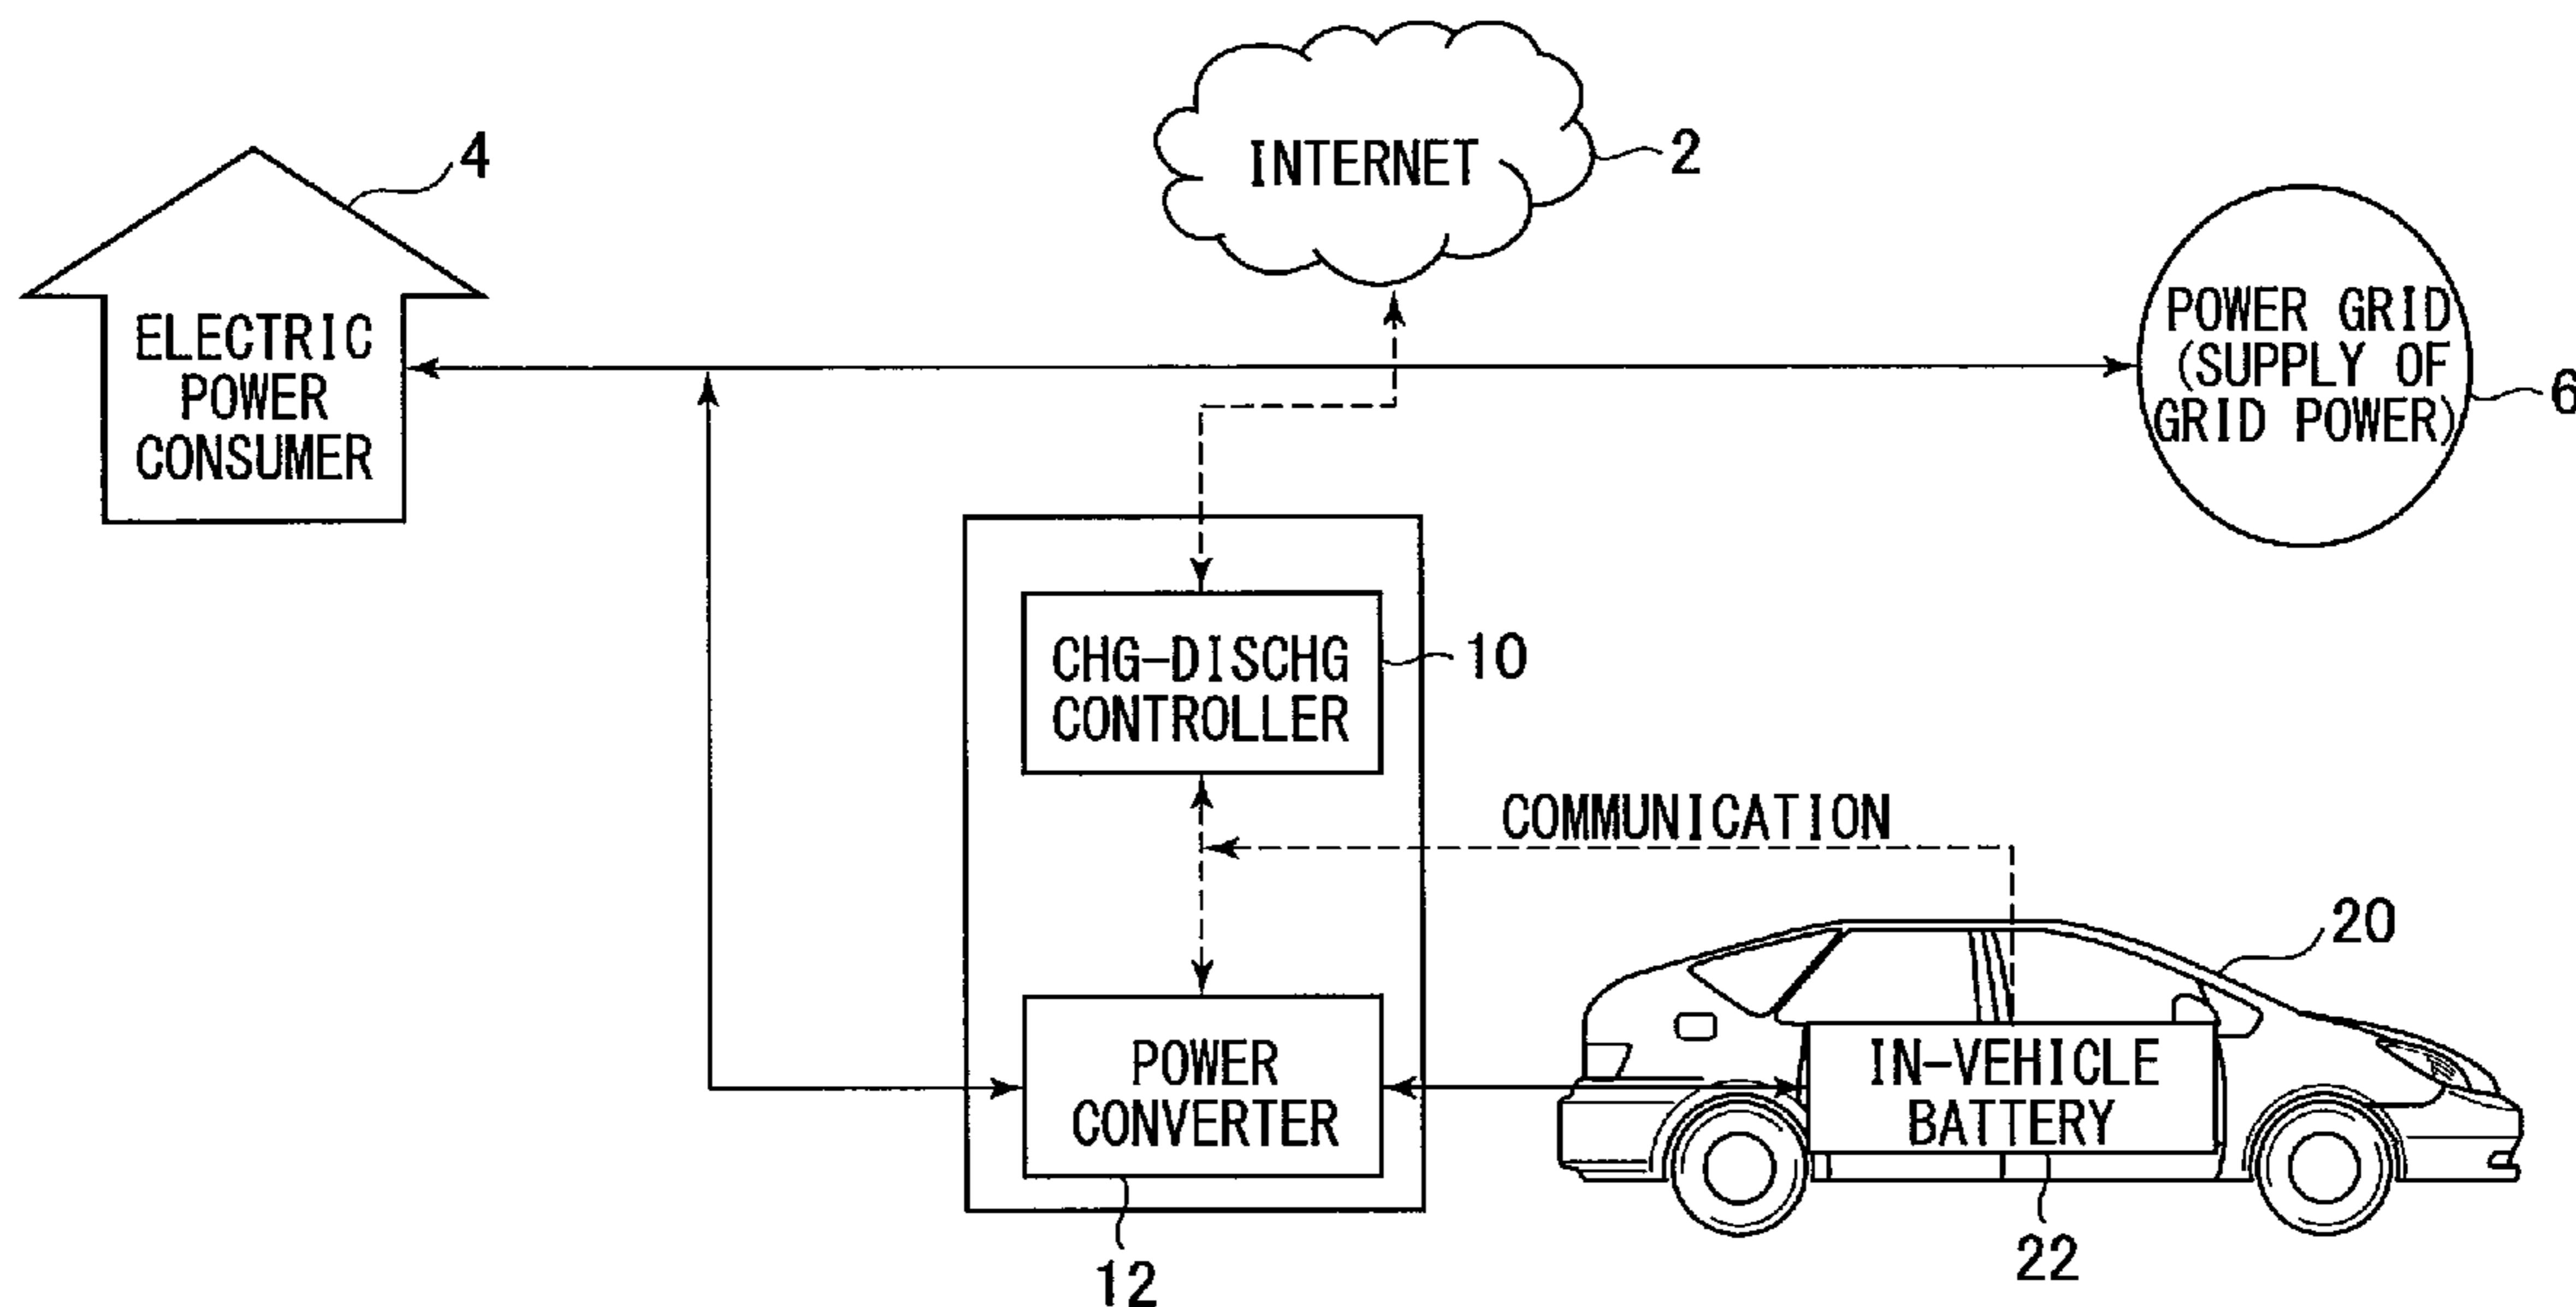 INTERNET
2
4
ELECTRIC
POWER
CONSUMER
POWER GRID
(SUPPLY OF
GRID POWER)
6
CHG-DISCHG
CONTROLLER
10
COMMUNICATION
20
POWER
CONVERTER
12
IN-VEHICLE
BATTERY
22